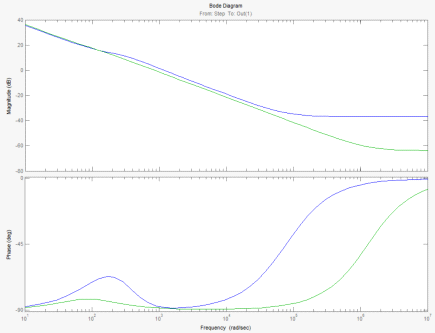 Bode Diagram
From: Step To: Out(1)
Magnitude (dB)
40
20
0
-20
-40
-60
-80
Phase (deg)
0
-45
-90
Frequency (rad/sec)